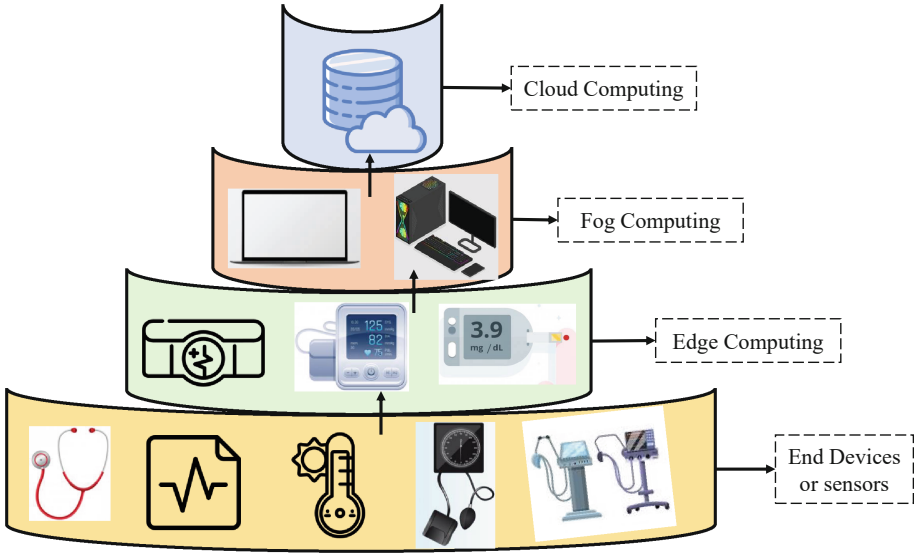 Cloud Computing
Fog Computing
125
82
75
3.9
mg / dL
Edge Computing
End Devices
or sensors